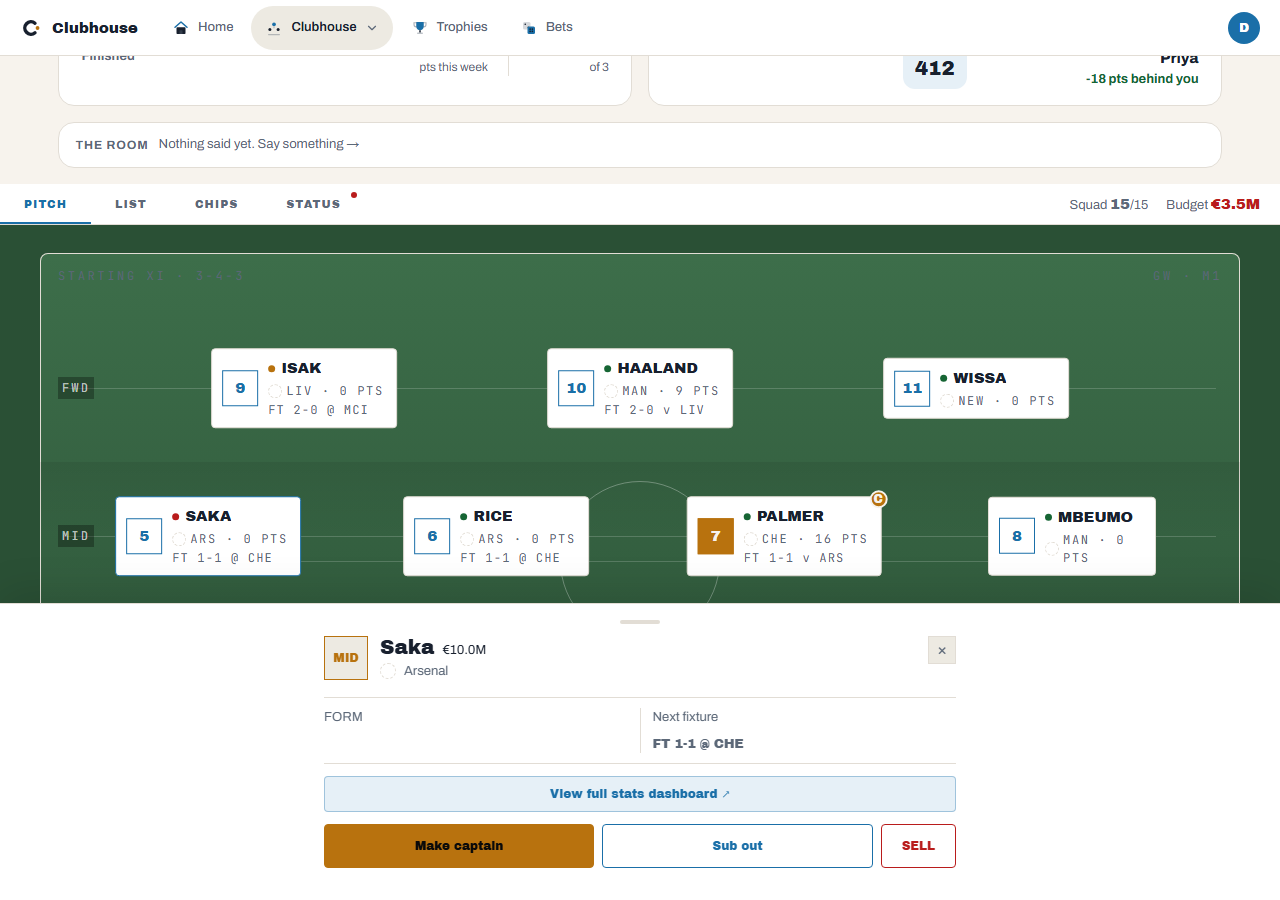 Clubhouse
Home
Clubhouse
Trophies
Bets
D
Finished
pts this week
of 3
412
Priya
-18 pts behind you
THE ROOM Nothing said yet. Say something →
PITCH
LIST
CHIPS
STATUS
Squad 15/15 Budget €3.5M
STARTING XI · 3-4-3
FWD
9
ISAK
LIV · 0 PTS
FT 2-0 @ MCI
10
HAALAND
MAN · 9 PTS
FT 2-0 v LIV
11
WISSA
NEW · 0 PTS
MID
5
SAKA
ARS · 0 PTS
FT 1-1 @ CHE
6
RICE
ARS · 0 PTS
FT 1-1 @ CHE
C
7
PALMER
CHE · 16 PTS
FT 1-1 v ARS
8
MBEUMO
MAN · 0
PTS
MID
Saka €10.0M
Arsenal
×
FORM
Next fixture
FT 1-1 @ CHE
View full stats dashboard ↗
Make captain
Sub out
SELL